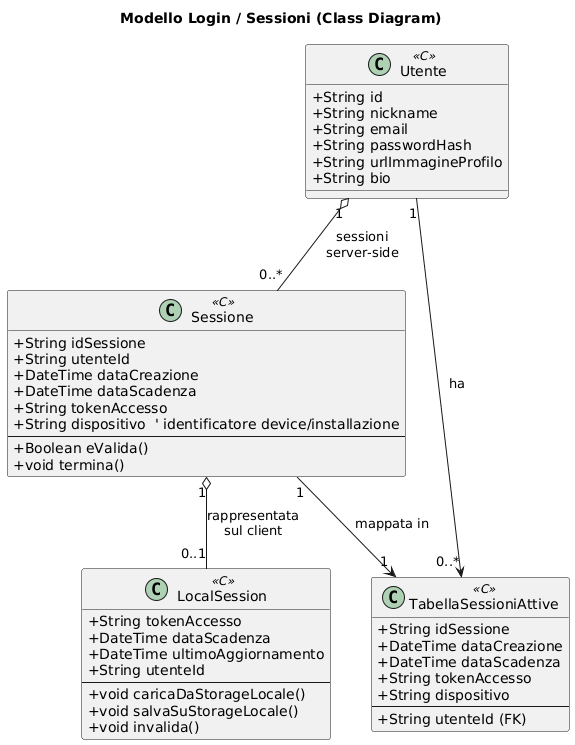 Modello Login / Sessioni (Class Diagram)
C
«C»
Utente
+String id
+String nickname
+String email
+String passwordHash
+String urlImmagineProfilo
+String bio
1
1
sessioni
server-side
0..*
C
«C»
Sessione
+String idSessione
+String utenteId
+DateTime dataCreazione
+DateTime dataScadenza
+String tokenAccesso
+String dispositivo  ' identificatore device/installazione
+Boolean eValida()
+void termina()
ha
1
1
rappresentata
sul client
mappata in
0..1
1
0..*
C
«C»
LocalSession
+String tokenAccesso
+DateTime dataScadenza
+DateTime ultimoAggiornamento
+String utenteId
+void caricaDaStorageLocale()
+void salvaSuStorageLocale()
+void invalida()
C
«C»
TabellaSessioniAttive
+String idSessione
+DateTime dataCreazione
+DateTime dataScadenza
+String tokenAccesso
+String dispositivo
+String utenteId (FK)